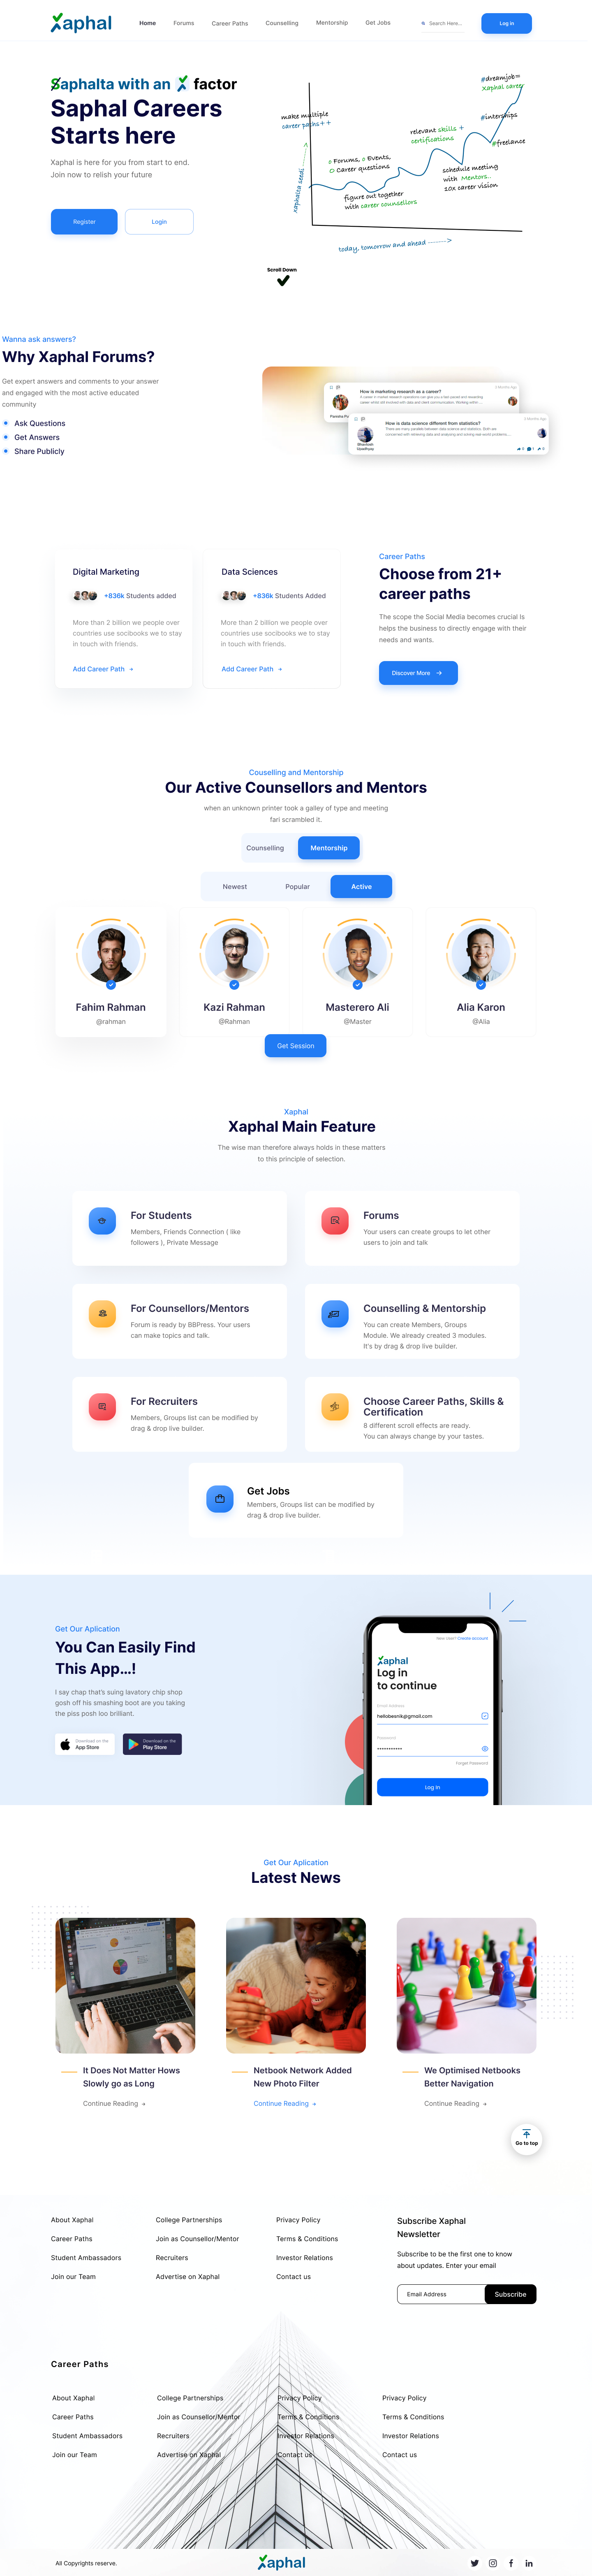 Xaphal
Home
Forums
Career Paths
Counselling
Mentorship
Get Jobs
Search Here...
Log in
Saphalta with an X factor
Saphal Careers
Starts here
Xaphal is here for you from start to end.
Join now to relish your future
Register
Login
make multiple
career paths++
xaphalta seedi
Forums, Events,
Career questions
figure out together
with career counsellors
relevant skills +
certifications
schedule meeting
with Mentors..
10x career vision
#dreamjob=
Xaphal career
#interships
#freelance
today, tomorrow and ahead
Scroll Down
Wanna ask answers?
Why Xaphal Forums?
Get expert answers and comments to your answer
and engaged with the most active educated
community
Ask Questions
Get Answers
Share Publicly
How is marketing research as a career?
How is data science different from statistics?
Digital Marketing
+836k Students added
More than 2 billion we people over
countries use socibooks we to stay
in touch with friends.
Add Career Path
Data Sciences
+836k Students Added
More than 2 billion we people over
countries use socibooks we to stay
in touch with friends.
Add Career Path
Career Paths
Choose from 21+
career paths
The scope the Social Media becomes crucial Is
helps the business to directly engage with their
needs and wants.
Discover More
Couselling and Mentorship
Our Active Counsellors and Mentors
when an unknown printer took a galley of type and meeting
fari scrambled it.
Counselling
Mentorship
Newest
Popular
Active
Fahim Rahman
@rahman
Kazi Rahman
@Rahman
Masterero Ali
@Master
Alia Karon
@Alia
Get Session
Xaphal
Xaphal Main Feature
The wise man therefore always holds in these matters
to this principle of selection.
For Students
Members, Friends Connection ( like
followers ), Private Message
Forums
Your users can create groups to let other
users to join and talk
For Counsellors/Mentors
Forum is ready by BBPress. Your users
can make topics and talk.
Counselling & Mentorship
You can create Members, Groups
Module. We already created 3 modules.
It's by drag & drop live builder.
For Recruiters
Members, Groups list can be modified by
drag & drop live builder.
Choose Career Paths, Skills &
Certification
8 different scroll effects are ready.
You can always change by your tastes.
Get Jobs
Members, Groups list can be modified by
drag & drop live builder.
Get Our Aplication
You Can Easily Find
This App...!
I say chap that's suing lavatory chip shop
gosh off his smashing boot are you taking
the piss posh loo brilliant.
Download on the
App Store
Download on the
Play Store
New User? Create account
Xaphal
Log in
to continue
Email Address
hellobesnik@gmail.com
Password
Forget Password
Log In
Get Our Aplication
Latest News
It Does Not Matter Hows
Slowly go as Long
Continue Reading
Netbook Network Added
New Photo Filter
Continue Reading
We Optimised Netbooks
Better Navigation
Continue Reading
Go to top
About Xaphal
Career Paths
Student Ambassadors
Join our Team
College Partnerships
Join as Counsellor/Mentor
Recruiters
Advertise on Xaphal
Privacy Policy
Terms & Conditions
Investor Relations
Contact us
Subscribe Xaphal
Newsletter
Subscribe to be the first one to know
about updates. Enter your email
Email Address
Subscribe
Career Paths
About Xaphal
Career Paths
Student Ambassadors
Join our Team
College Partnerships
Join as Counsellor/Mentor
Recruiters
Advertise on Xaphal
Privacy Policy
Terms & Conditions
Investor Relations
Contact us
Privacy Policy
Terms & Conditions
Investor Relations
Contact us
All Copyrights reserve.
Xaphal